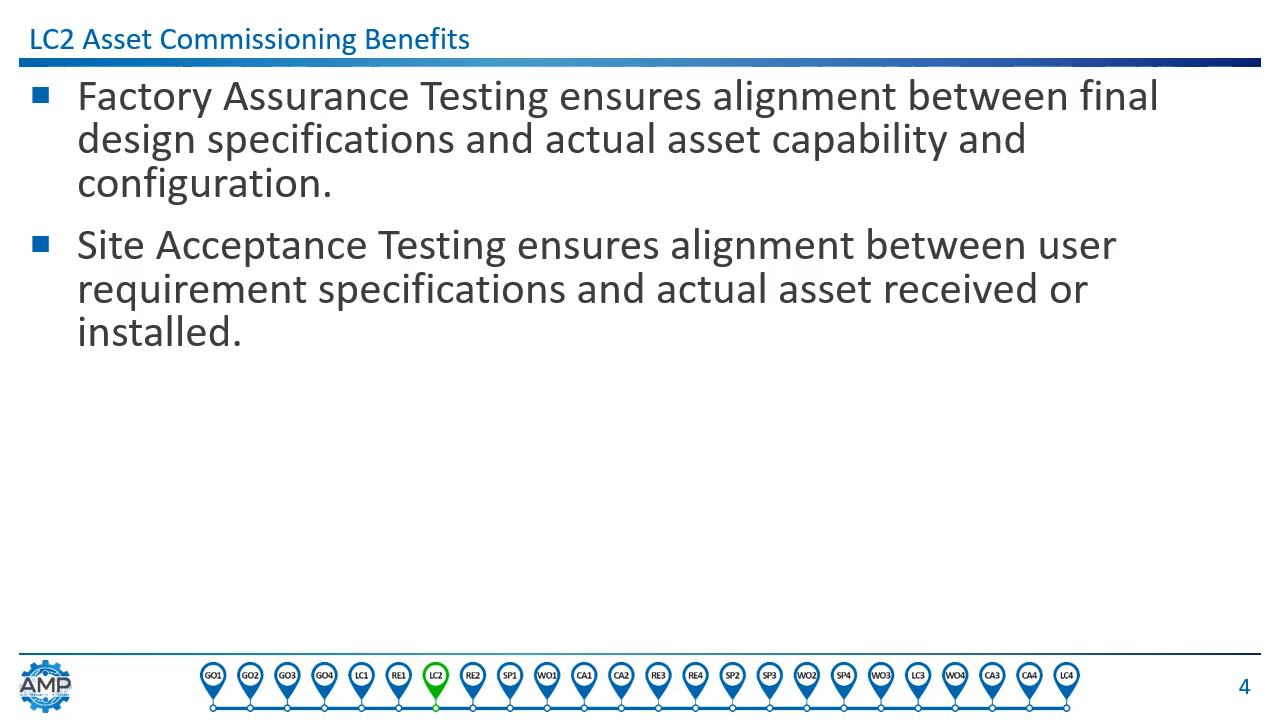 LC2 Asset Commissioning Benefits
Factory Assurance Testing ensures alignment between final
design specifications and actual asset capability and
configuration.
Site Acceptance Testing ensures alignment between user
requirement specifications and actual asset received or
installed.
AMP
GO1 GO2 GO3 GO4 LC1 RE1 LC2 RE2 SP1 WO1 CA1 CA2 RE3 RE4 SP2 SP3 WO2 SP4 WO3 LC3 WO4 CA3 CA4 LC4
4